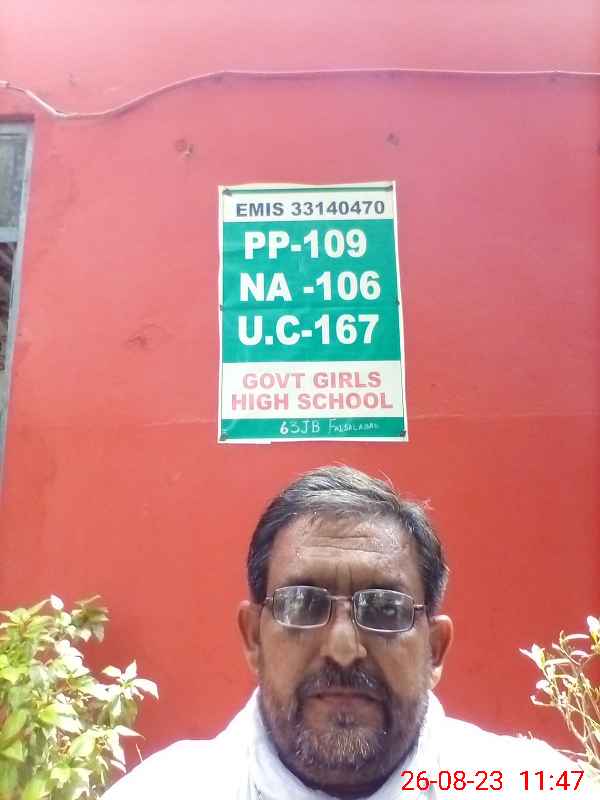 EMIS 33140470
PP-109
NA -106
U.C-167
GOVT GIRLS
HIGH SCHOOL
63JB FAISALABAD
26-08-23 11:47